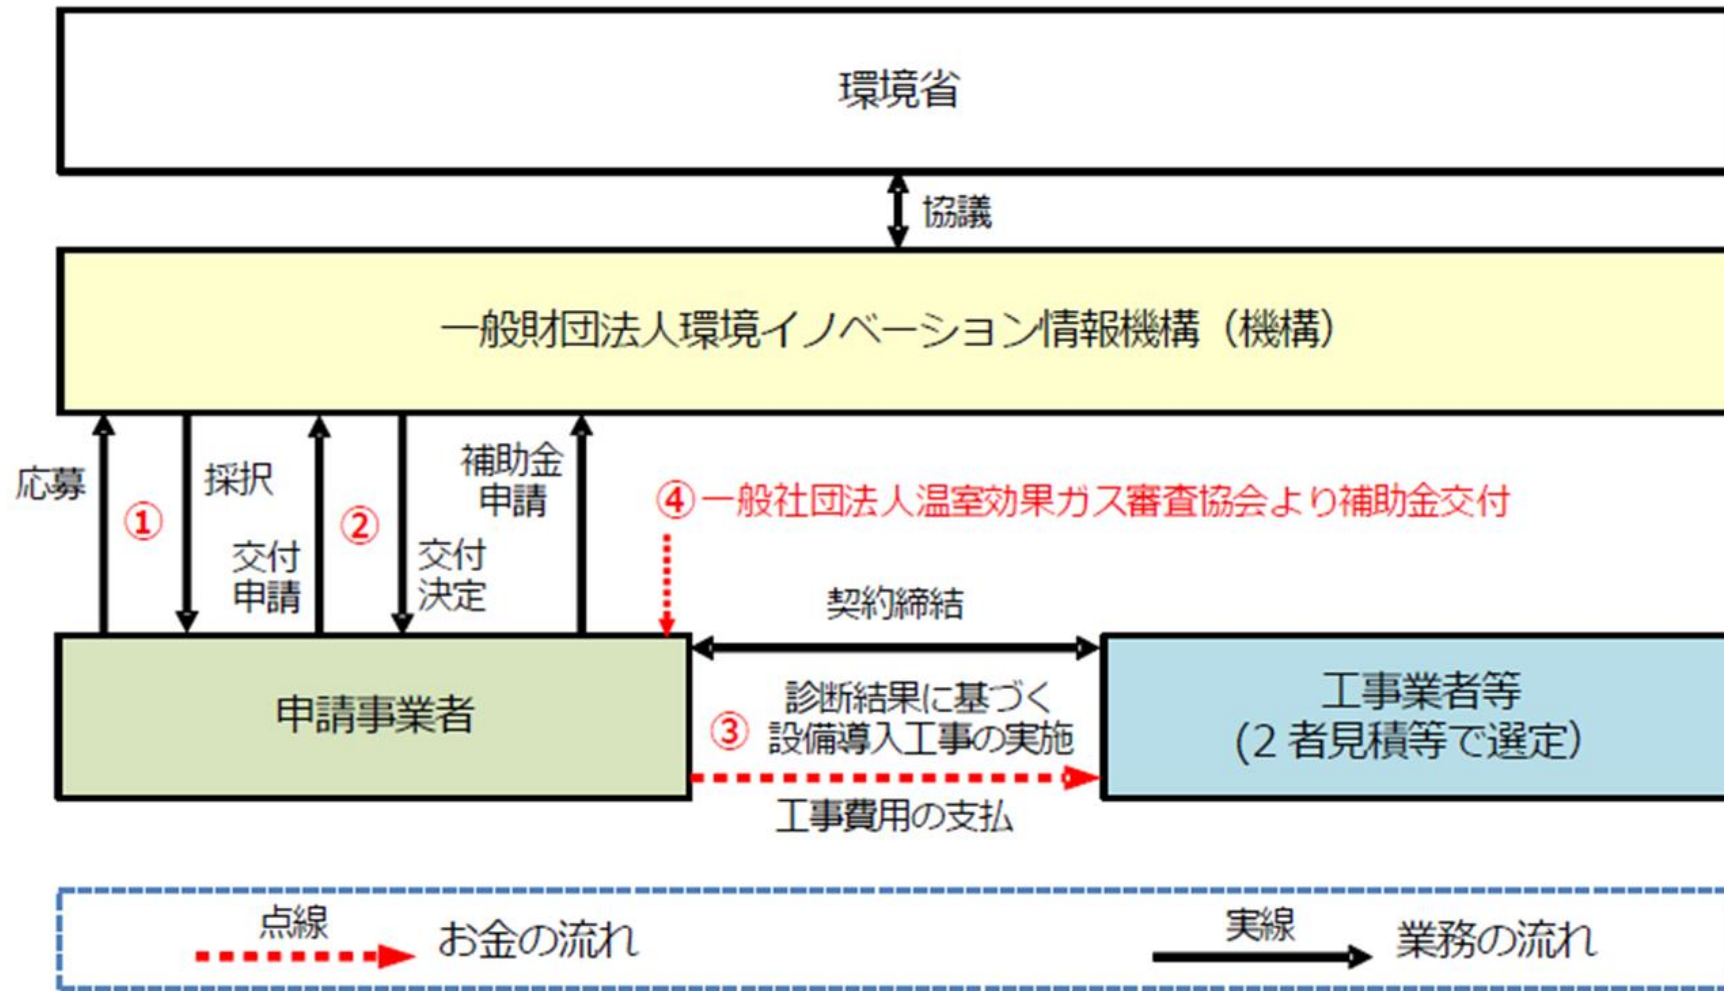 環境省
協議
一般財団法人環境イノベーション情報機構（機構）
応募
①
採択
交付
申請
②
交付
決定
補助金
申請
④一般社団法人温室効果ガス審査協会より補助金交付
契約締結
申請事業者
③
診断結果に基づく
設備導入工事の実施
工事費用の支払
工事業者等
(2 者見積等で選定）
点線
お金の流れ
実線
業務の流れ